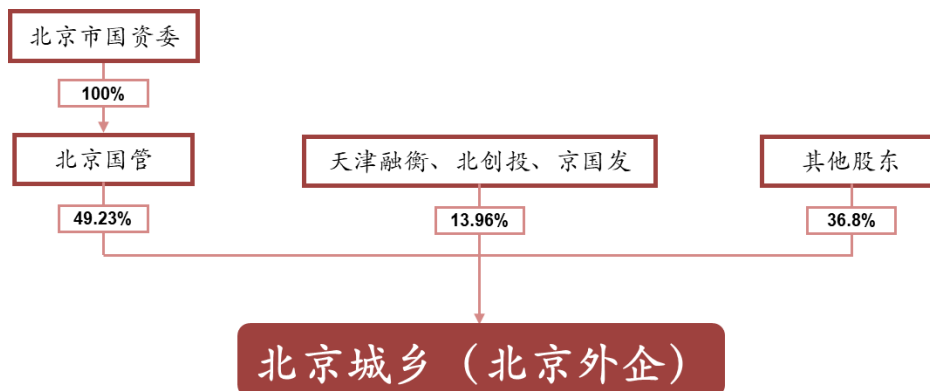 北京市国资委
100%
北京国管
天津融衡、北创投、京国发
其他股东
49.23%
13.96%
36.8%
北京城乡（北京外企）